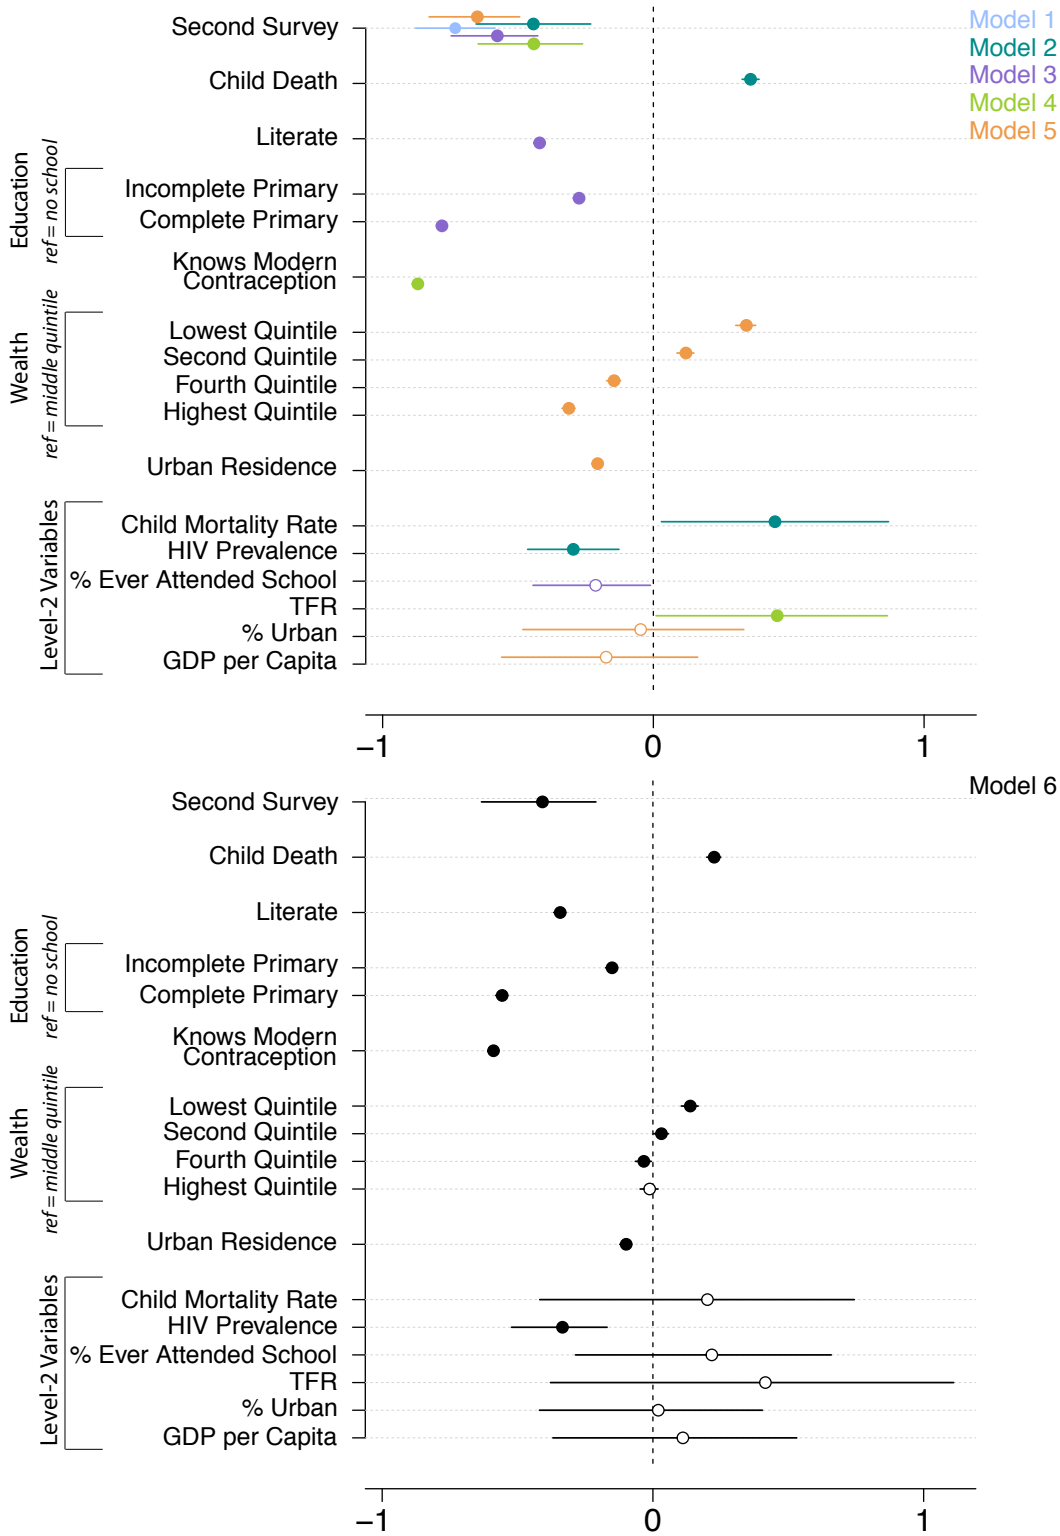 Second Survey
Child Death
Literate
Incomplete Primary
Complete Primary
Knows Modern
Contraception
Lowest Quintile
Second Quintile
Fourth Quintile
Highest Quintile
Urban Residence
Child Mortality Rate
HIV Prevalence
% Ever Attended School
TFR
% Urban
GDP per Capita
Education
ref = no school
Wealth
ref = middle quintile
Level-2 Variables
Model 1
Model 2
Model 3
Model 4
Model 5
−1
0
1
Model 6
Second Survey
Child Death
Literate
Incomplete Primary
Complete Primary
Knows Modern
Contraception
Lowest Quintile
Second Quintile
Fourth Quintile
Highest Quintile
Urban Residence
Child Mortality Rate
HIV Prevalence
% Ever Attended School
TFR
% Urban
GDP per Capita
Education
ref = no school
Wealth
ref = middle quintile
Level-2 Variables
−1
0
1